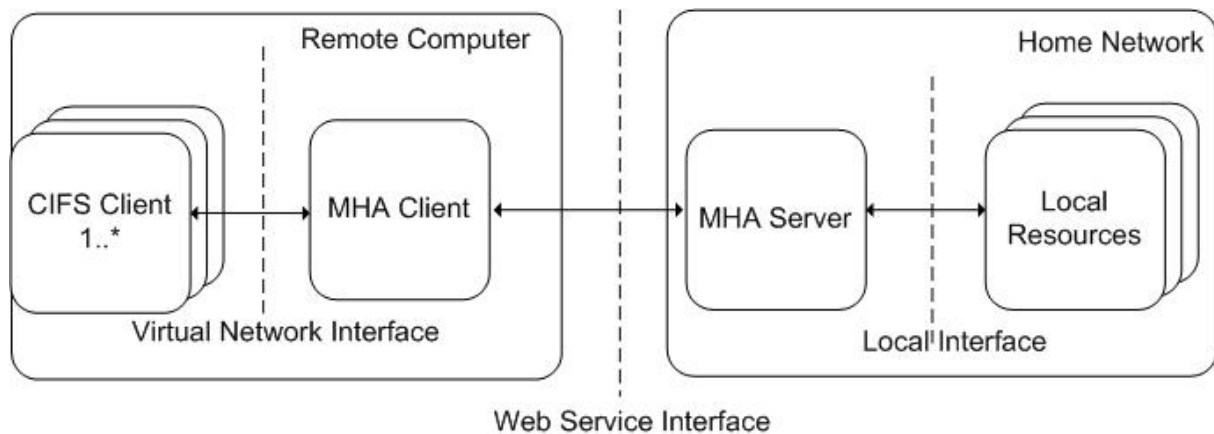 Remote Computer
Home Network
CIFS Client
1..*
MHA Client
MHA Server
Local
Resources
Virtual Network Interface
Local Interface
Web Service Interface